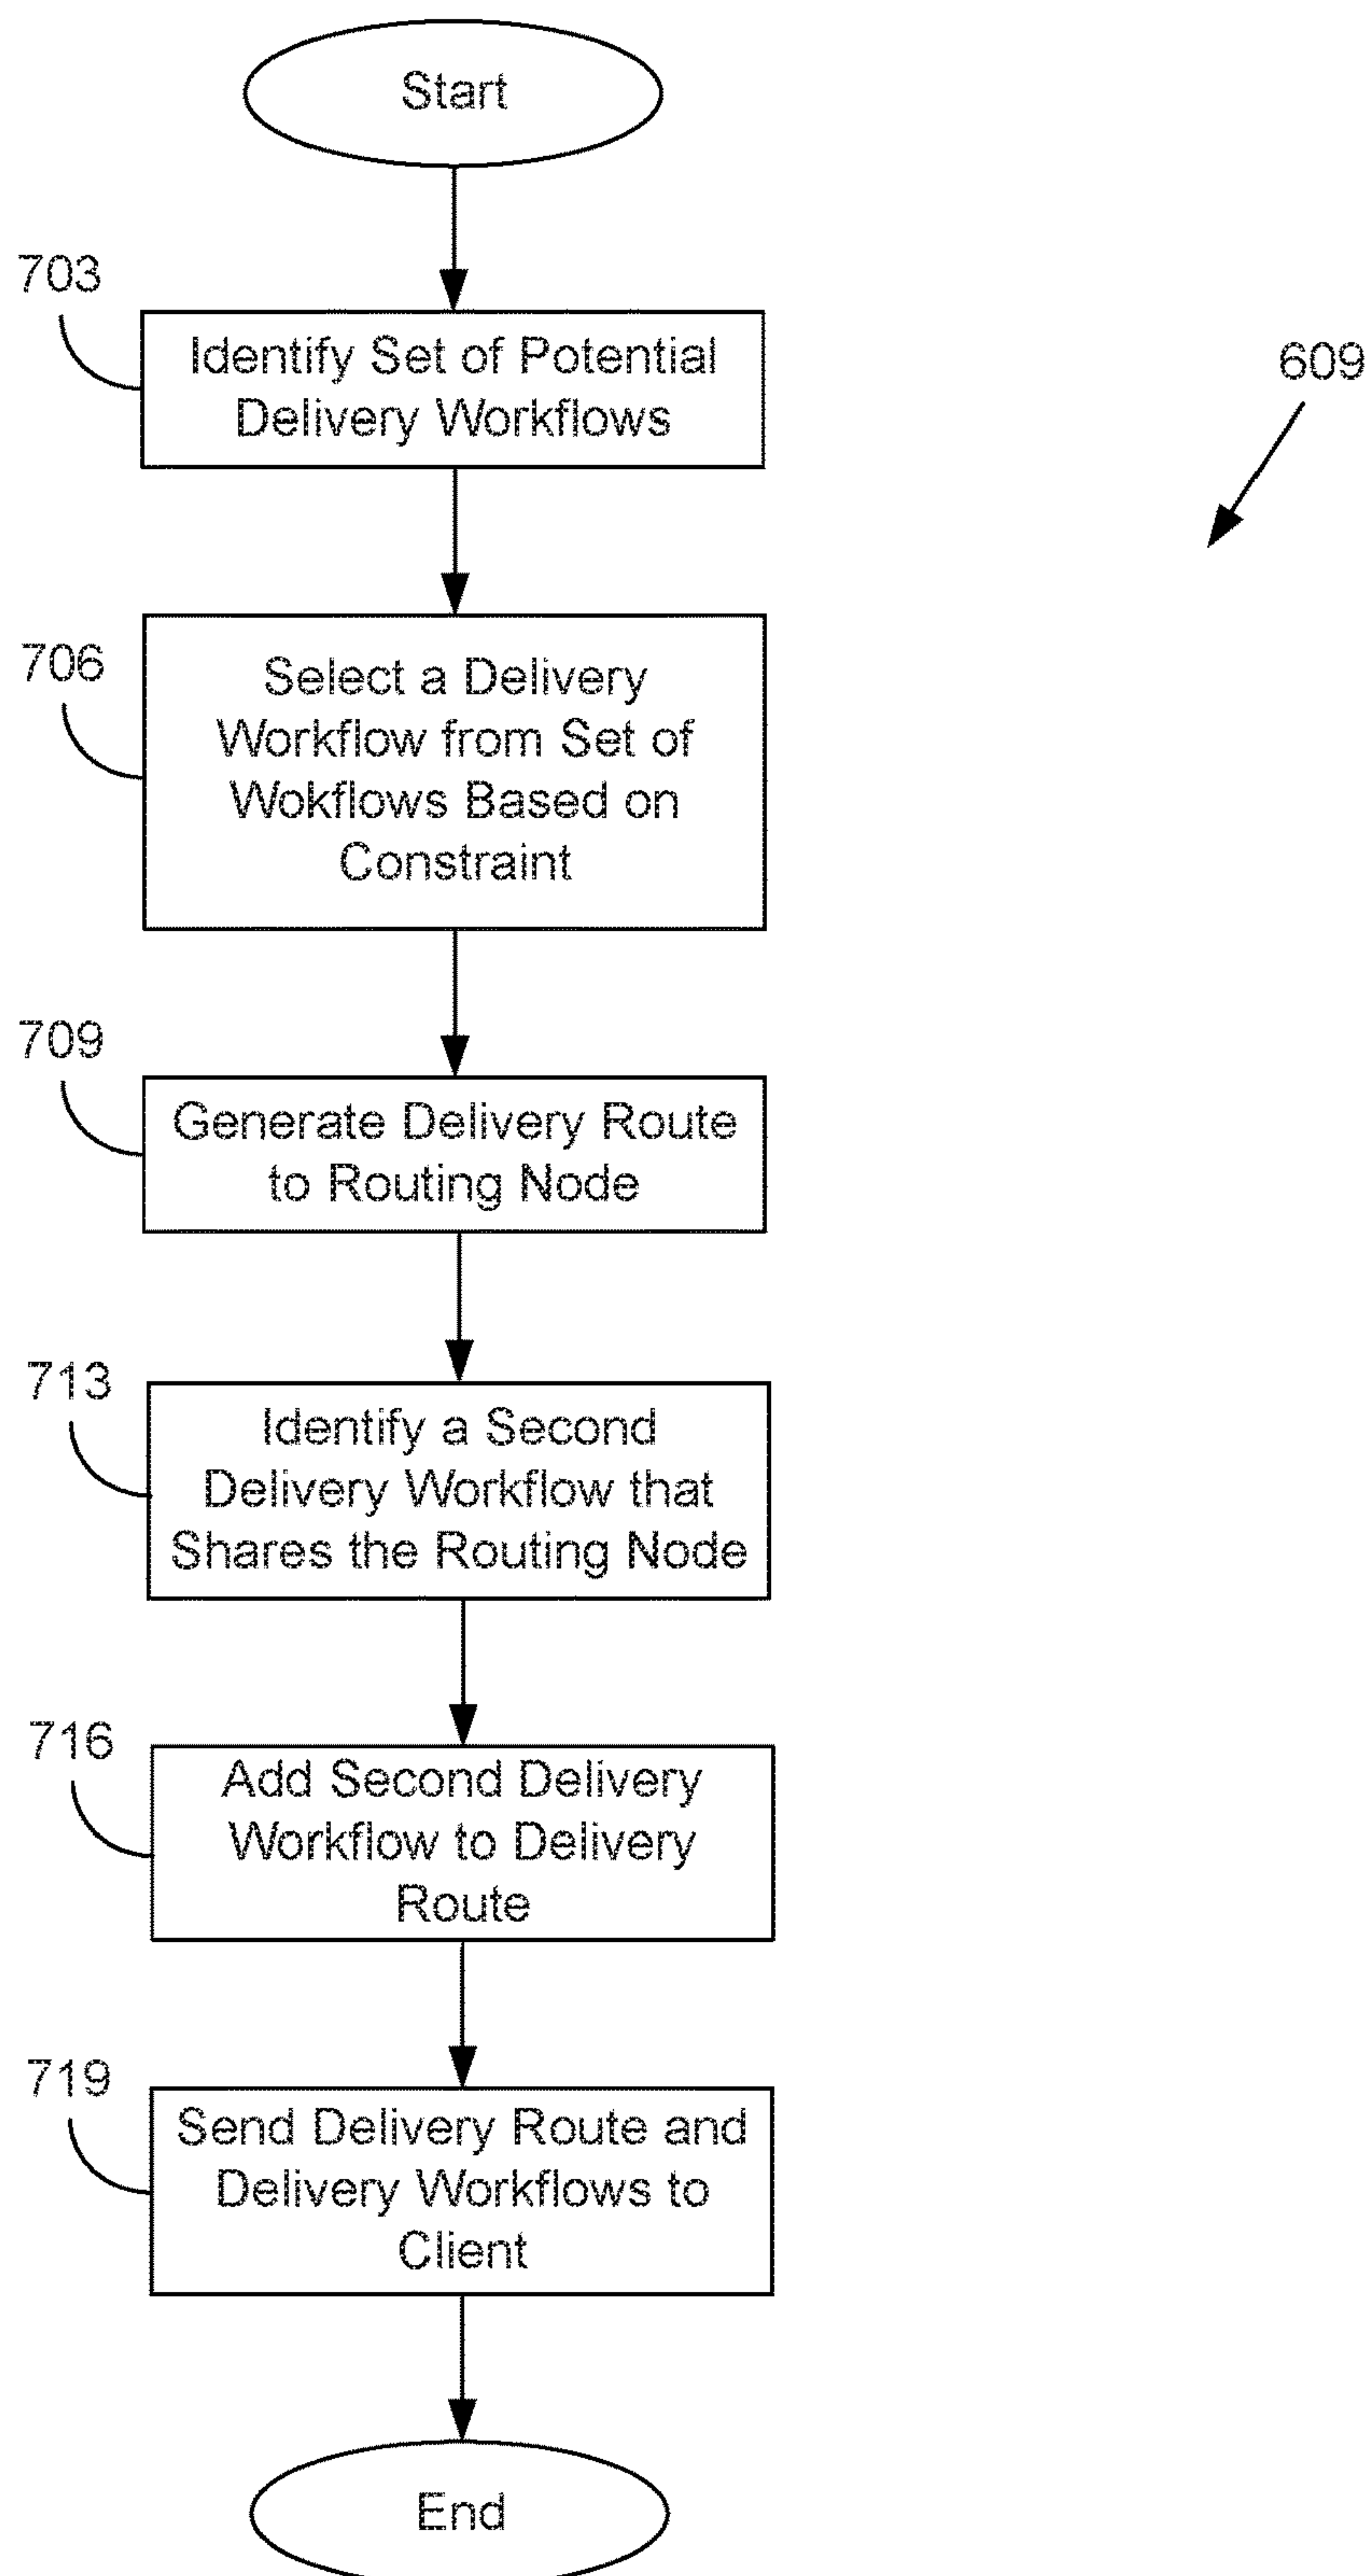 Start
703
Identify Set of Potential
Delivery Workflows
609
706
Select a Delivery
Workflow from Set of
Wokflows Based on
Constraint
709
Generate Delivery Route
to Routing Node
713
Identify a Second
Delivery Workflow that
Shares the Routing Node
716
Add Second Delivery
Workflow to Delivery
Route
719
Send Delivery Route and
Delivery Workflows to
Client
End